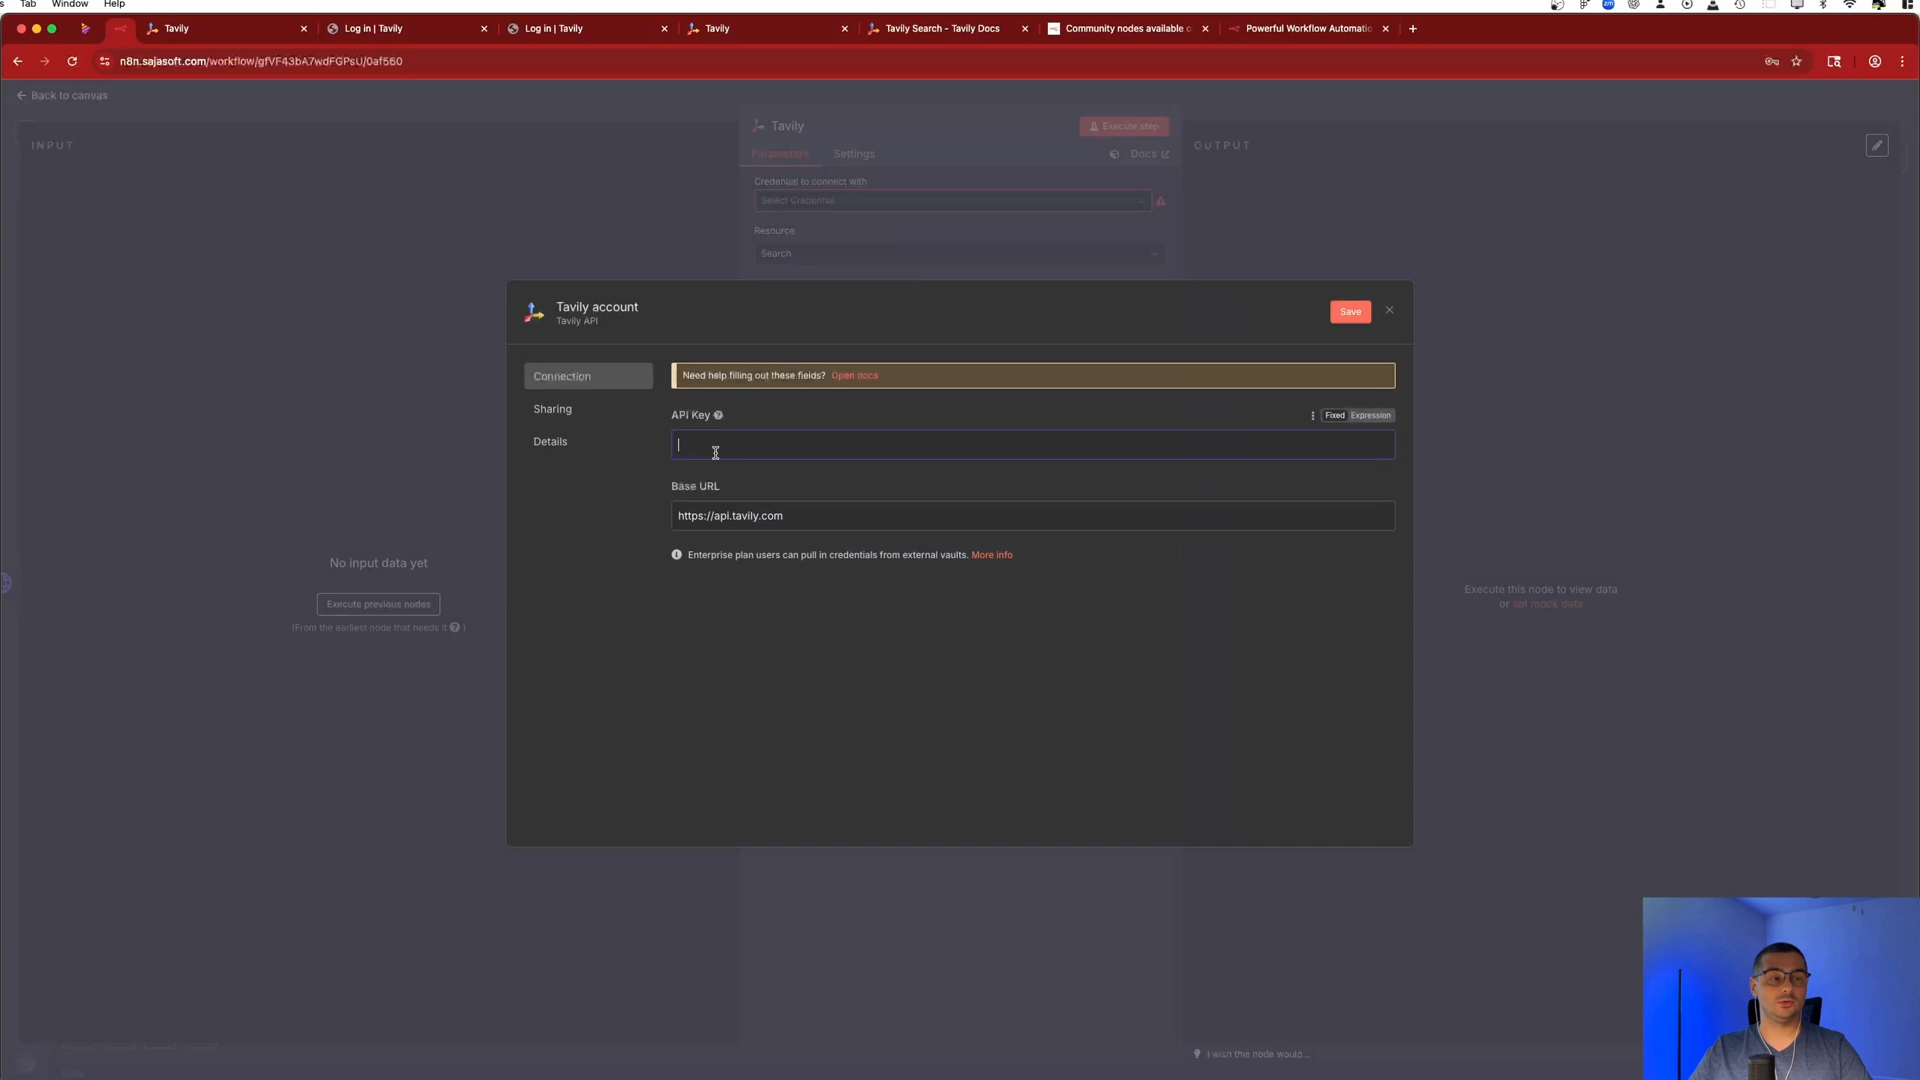 Tab Window Help
Tavily
Log in | Tavily
Log in | Tavily
Tavily
Tavily Search - Tavily Docs
Community nodes available o
Powerful Workflow Automatic
n8n.sajasoft.com/workflow/gfVF43bA7wdFGPsU/0af560
Back to canvas
INPUT
Tavily
Execute step
OUTPUT
Parameters
Settings
Docs
Credential to connect with
Select Credential
Resource
Search
Tavily account
Tavily API
Save
Connection
Sharing
Details
Need help filling out these fields? Open docs
API Key
Fixed
Expression
Base URL
https://api.tavily.com
Enterprise plan users can pull in credentials from external vaults. More info
No input data yet
Execute previous nodes
(From the earliest node that needs it )
Execute this node to view data
or set mock data
I wish this node would...